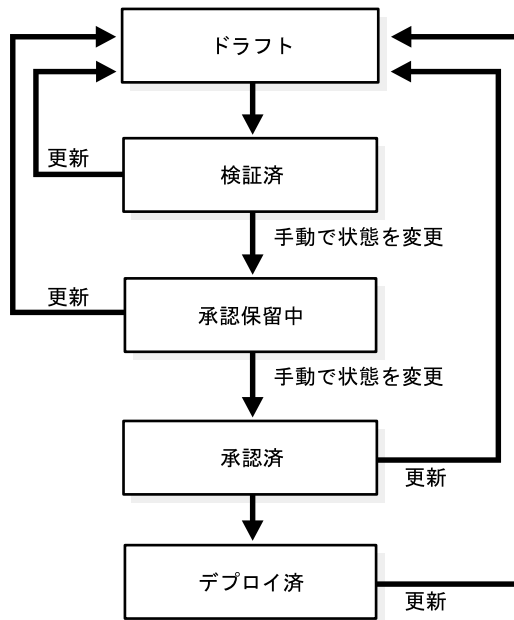 ドラフト
更新
検証済
手動で状態を変更
更新
承認保留中
手動で状態を変更
承認済
更新
デプロイ済
更新